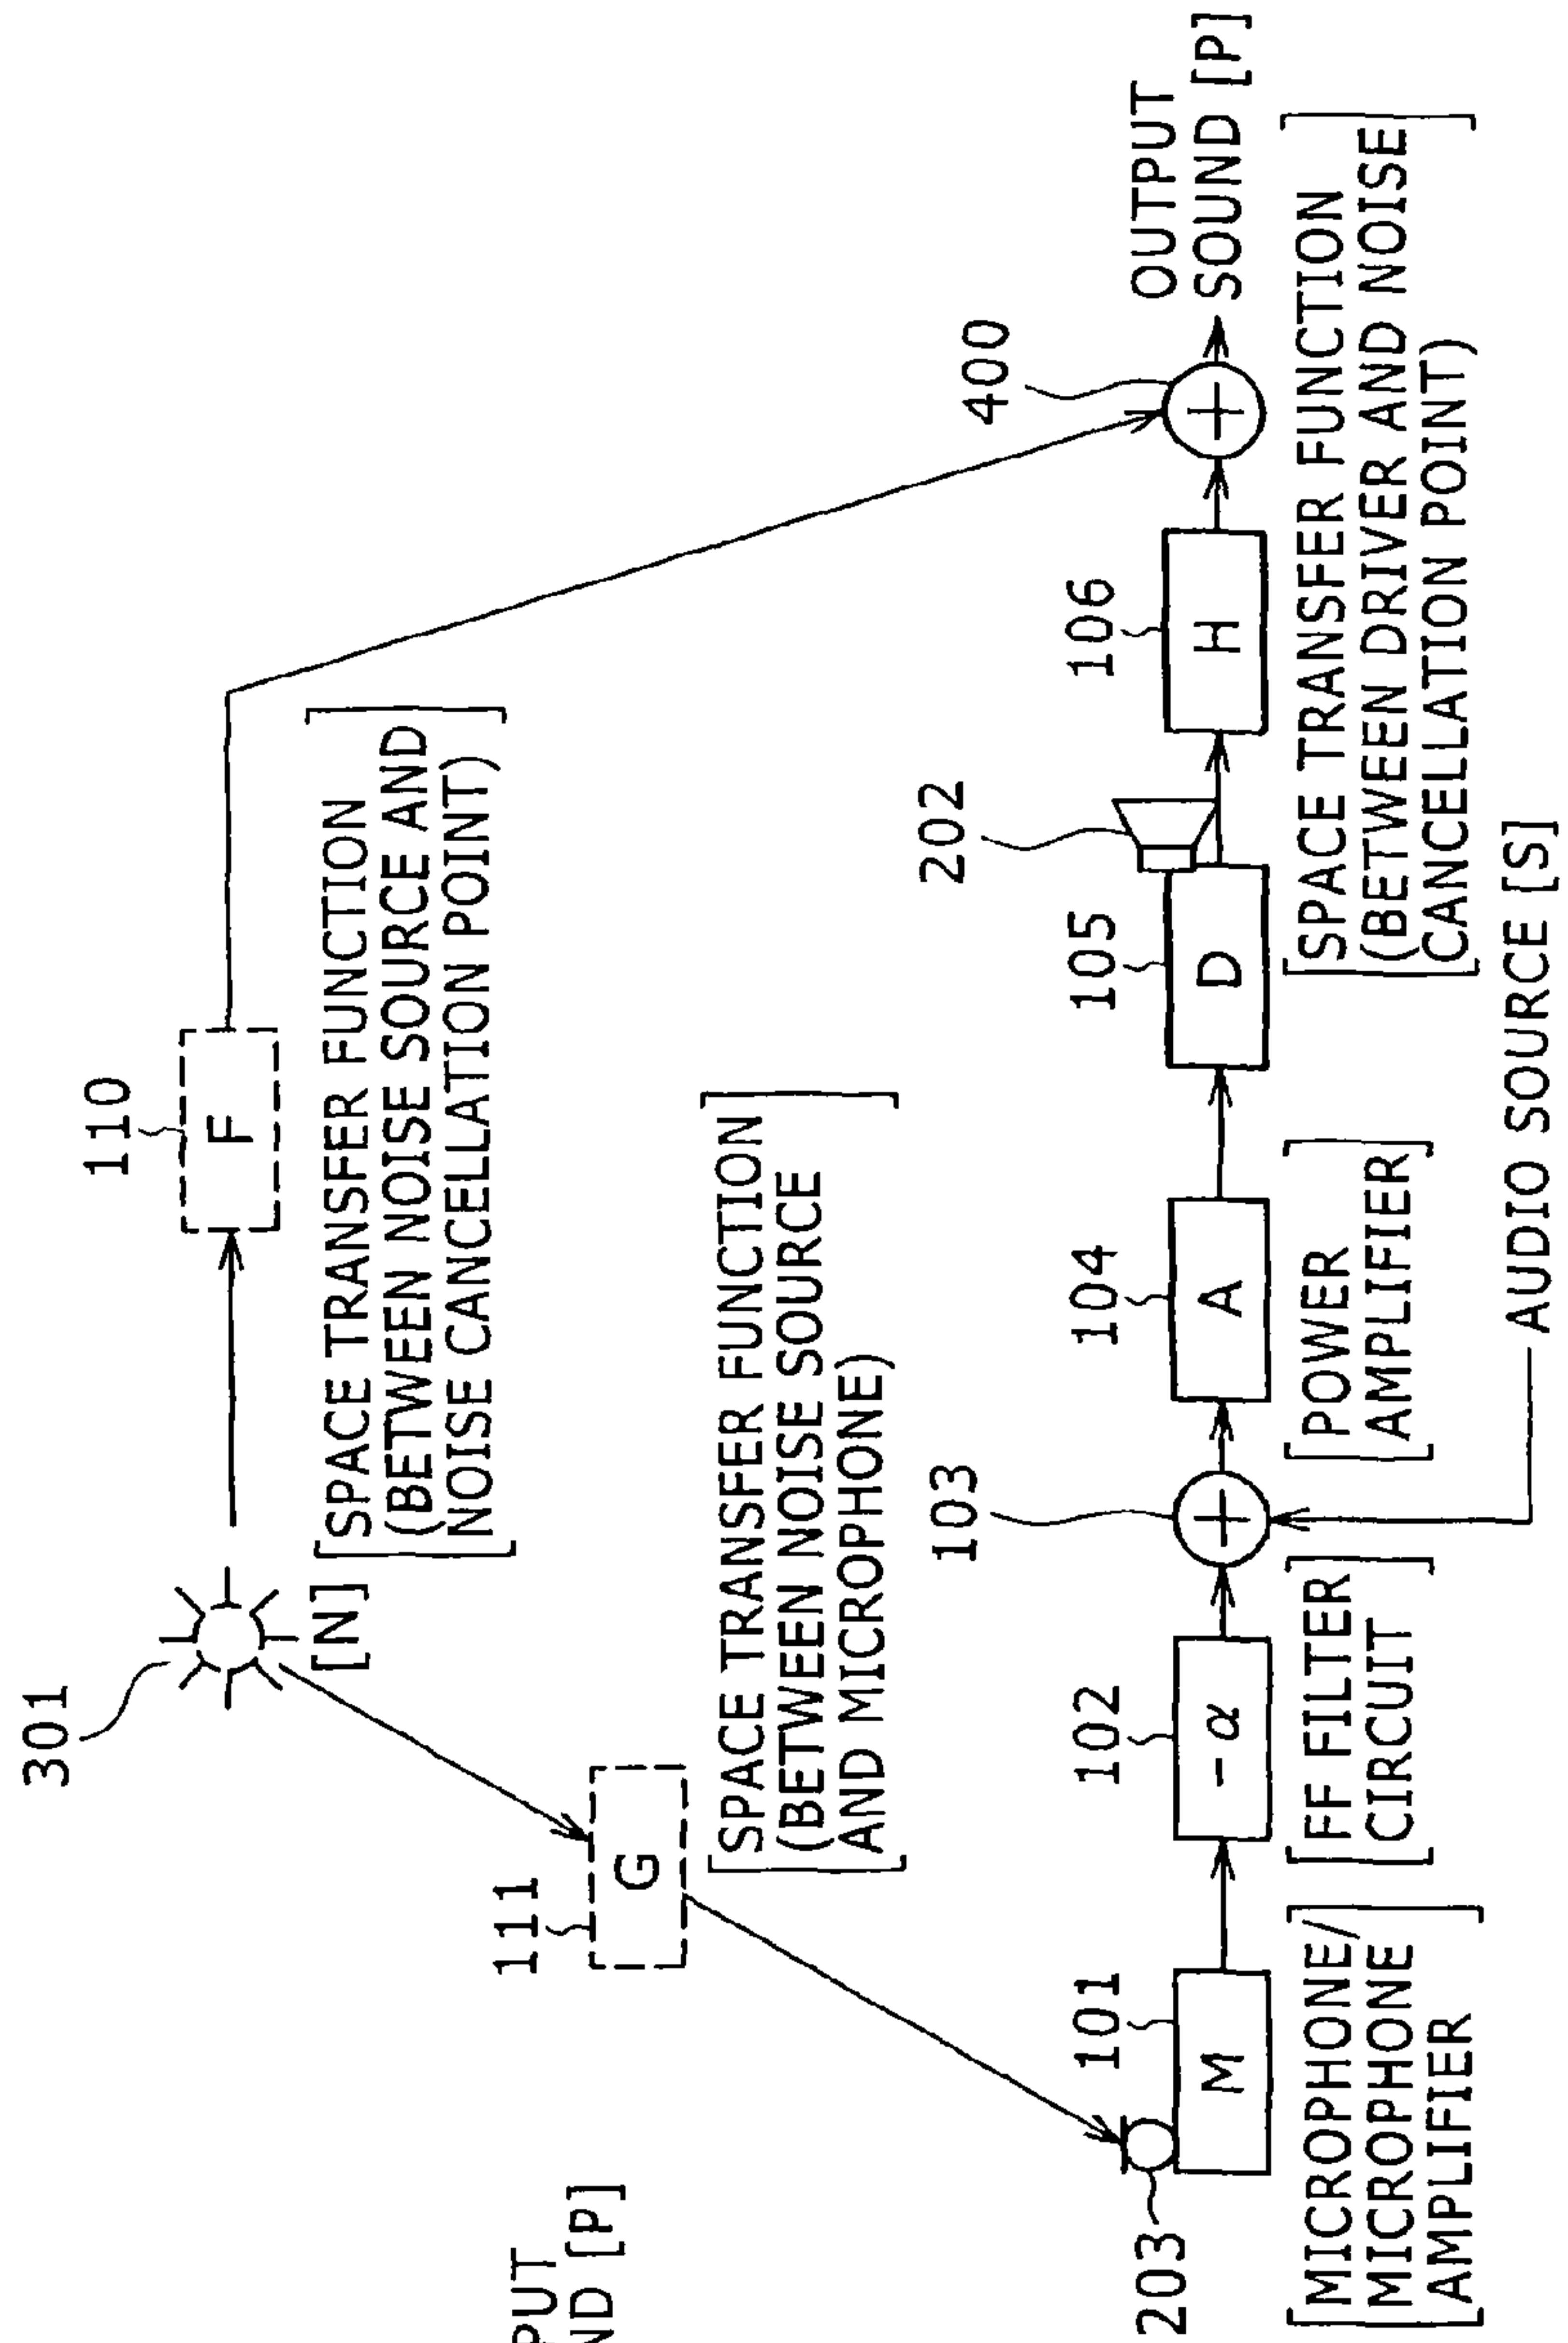 301
[N]
110
F
[SPACE TRANSFER FUNCTION
(BETWEEN NOISE SOURCE AND
NOISE CANCELLATION POINT)]
111
G
[SPACE TRANSFER FUNCTION
(BETWEEN NOISE SOURCE
AND MICROPHONE)]
PUT
ND [P]
203
101
M
[MICROPHONE/
MICROPHONE
AMPLIFIER]
102
-α
[FF FILTER
CIRCUIT]
103
+
104
A
[POWER
AMPLIFIER]
105
D
202
106
H
[SPACE TRANSFER FUNCTION
(BETWEEN DRIVER AND NOISE
CANCELLATION POINT)]
400
+
OUTPUT
SOUND [P]
AUDIO SOURCE [S]